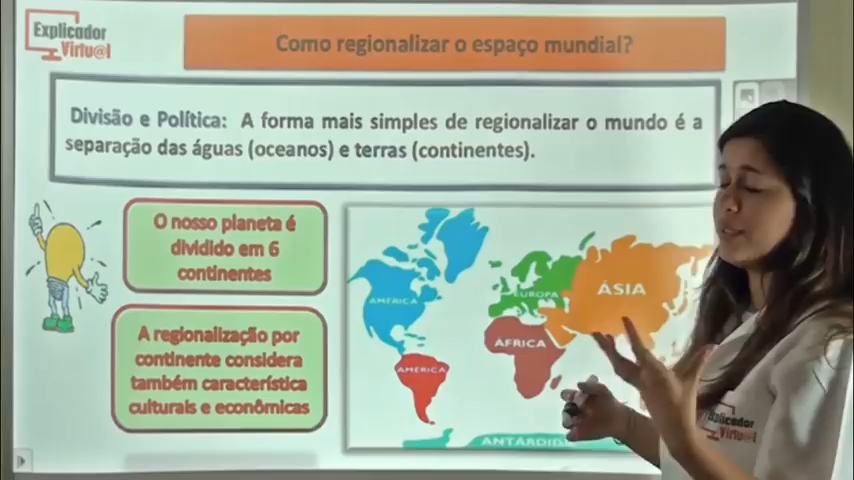 Explicador
Virtu@l
Como regionalizar o espaço mundial?
Divisão e Política: A forma mais simples de regionalizar o mundo é a
separação das águas (oceanos) e terras (continentes).
O nosso planeta é
dividido em 6
continentes
A regionalização por
continente considera
também característica
culturais e econômicas
AMÉRICA
EUROPA
ÁSIA
ÁFRICA
AMÉRICA
ANTÁRDID
Explicador
Virtu@l